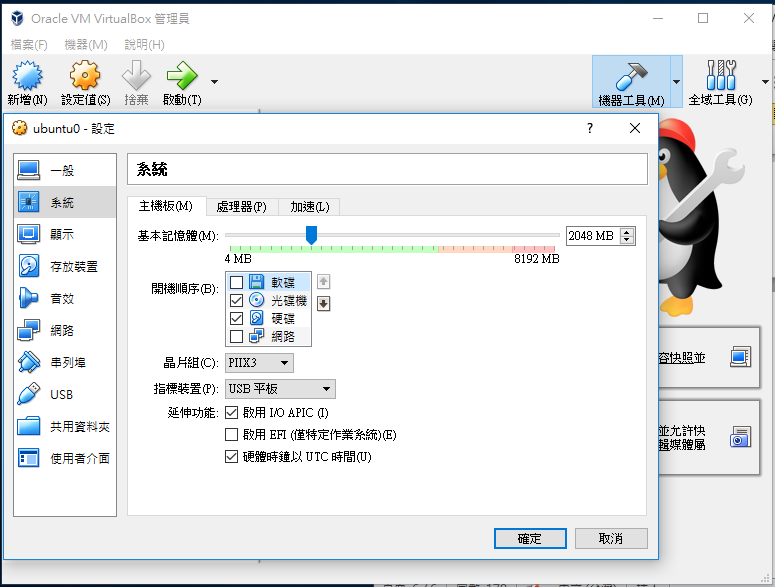 Oracle VM VirtualBox 管理員
檔案(F) 機器(M) 說明(H)
新增(N) 設定值(S) 捨棄 啟動(T) 機器工具(M) 全域工具(G)
ubuntu0 - 設定 ?
一般
系統
顯示
存放裝置
音效
網路
串列埠
USB
共用資料夾
使用者介面
系統
主機板(M) 處理器(P) 加速(L)
基本記憶體(M): 2048 MB
4 MB 8192 MB
開機順序(B): 軟碟
光碟機
硬碟
網路
晶片組(C): PIIX3
指標裝置(P): USB 平板
延伸功能: 啟用 I/O APIC (I)
啟用 EFI (僅特定作業系統)(E)
硬體時鐘以 UTC 時間(U)
確定 取消
容快照並
並允許快
輯媒體屬